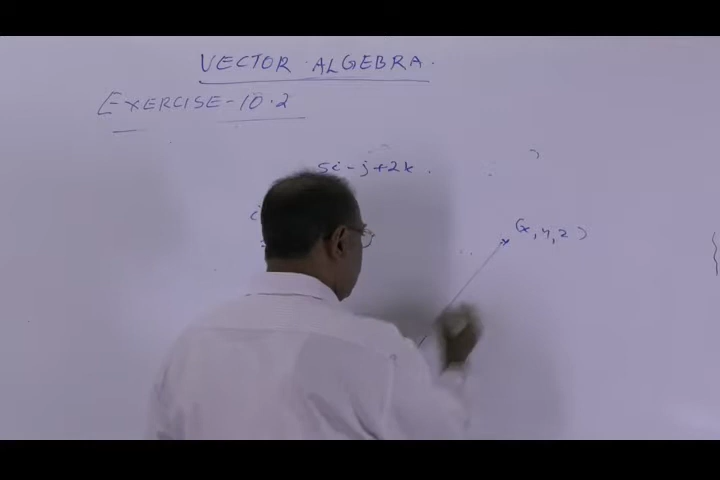 VECTOR ALGEBRA.
EXERCISE-10.2
5i-j+2k.
(x,y,z)